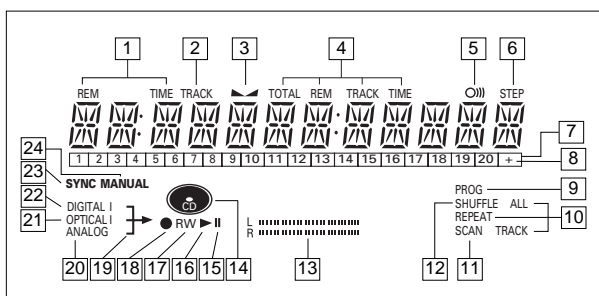 1 2 3 4 5 6
REM TIME TRACK TOTAL REM TRACK TIME STEP
1 2 3 4 5 6 7 8 9 10 11 12 13 14 15 16 17 18 19 20 +
7
8
24
23
SYNC MANUAL
22
DIGITAL I
21
OPTICAL I
ANALOG
CD
RW
L
R
PROG
9
SHUFFLE ALL
REPEAT
10
SCAN TRACK
20 19 18 17 16 15 14 13 12 11